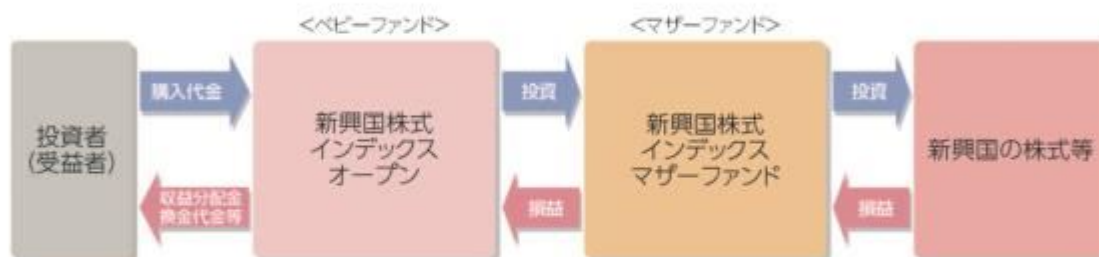 <ベビーファンド>
<マザーファンド>
投資者
(受益者)
購入代金
収益分配金
換金代金等
新興国株式
インデックス
オープン
投資
損益
新興国株式
インデックス
マザーファンド
投資
損益
新興国の株式等